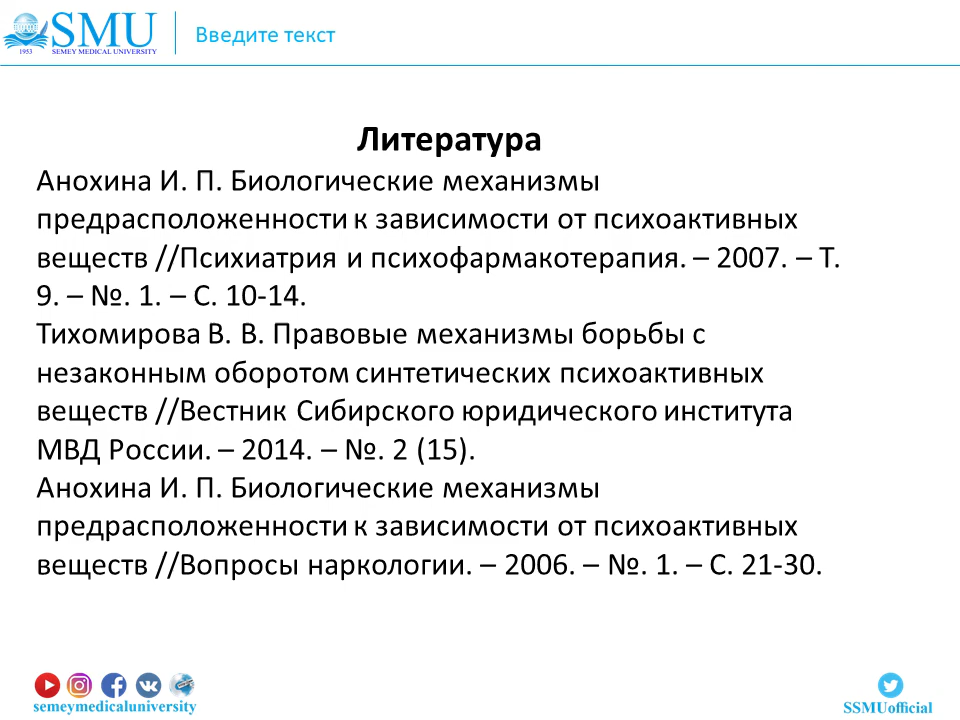 SMU
1953
SEMEY MEDICAL UNIVERSITY
Введите текст
Литература
Анохина И. П. Биологические механизмы
предрасположенности к зависимости от психоактивных
веществ //Психиатрия и психофармакотерапия. – 2007. – Т.
9. – №. 1. – С. 10-14.
Тихомирова В. В. Правовые механизмы борьбы с
незаконным оборотом синтетических психоактивных
веществ //Вестник Сибирского юридического института
МВД России. – 2014. – №. 2 (15).
Анохина И. П. Биологические механизмы
предрасположенности к зависимости от психоактивных
веществ //Вопросы наркологии. – 2006. – №. 1. – С. 21-30.
semeymedicaluniversity
SSMUofficial